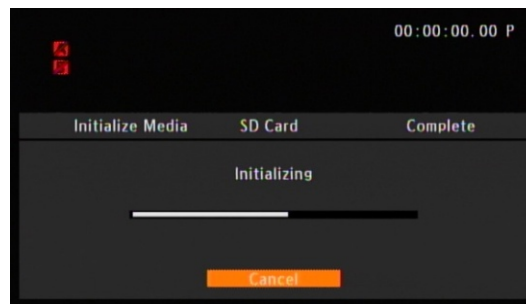 00:00:00.00 P
A
B
Initialize Media SD Card Complete
Initializing
Cancel